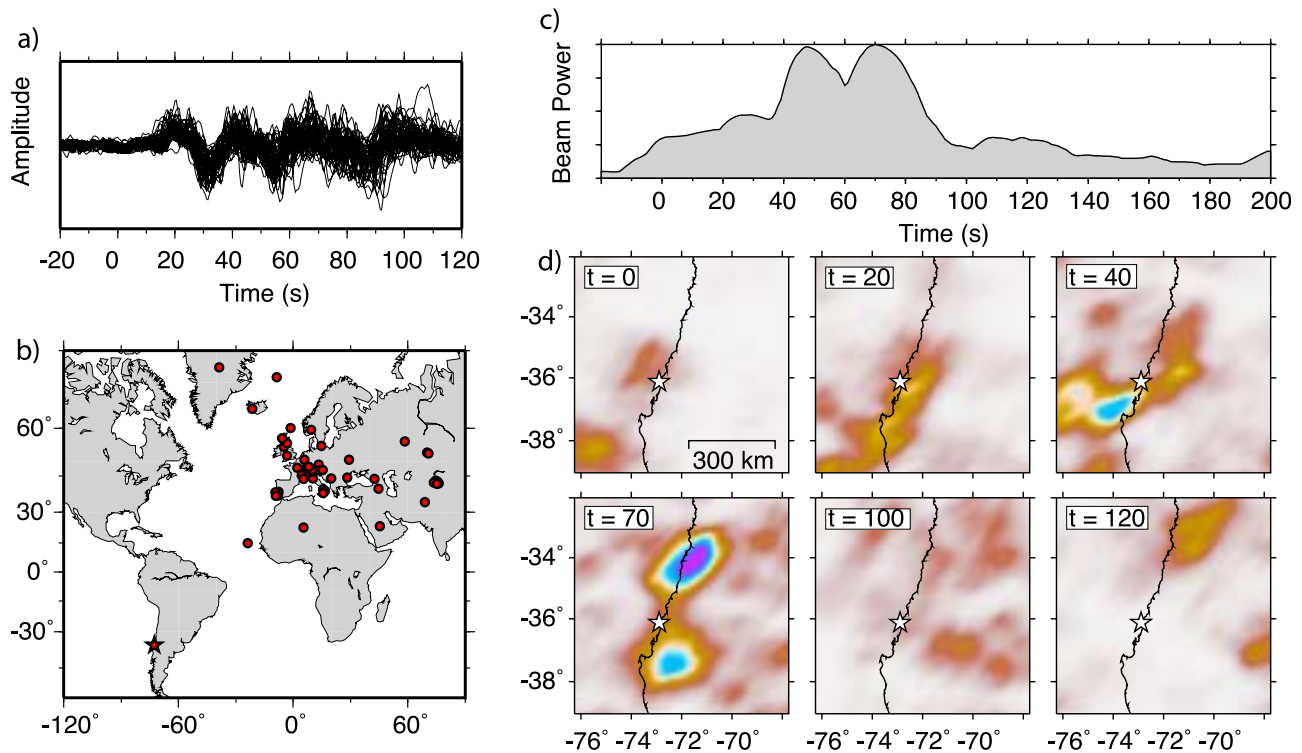 a)
Amplitude
-20 0 20 40 60 80 100 120
Time (s)
b)
60°
30°
0°
-30°
-120° -60° 0° 60°
c)
Beam Power
0 20 40 60 80 100 120 140 160 180 200
Time (s)
d)
t = 0
t = 20
t = 40
-34°
-36°
-38°
300 km
t = 70
t = 100
t = 120
-34°
-36°
-38°
-76° -74° -72° -70°
-76° -74° -72° -70°
-76° -74° -72° -70°